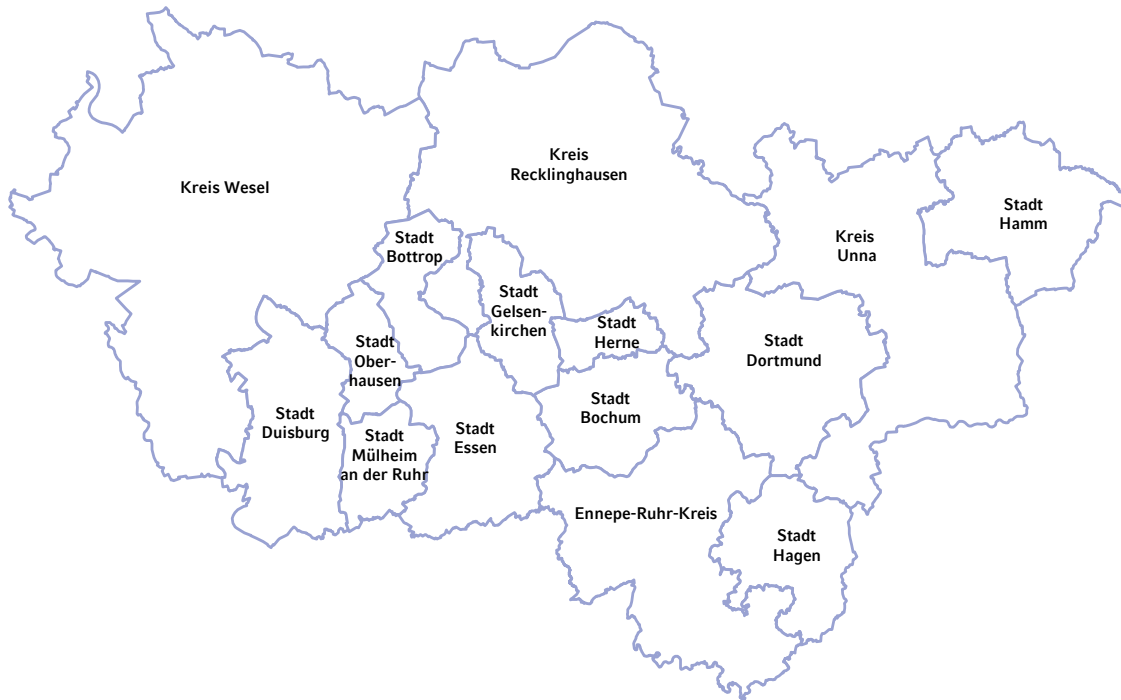 Kreis Wesel
Kreis
Recklinghausen
Stadt
Hamm
Kreis
Unna
Stadt
Bottrop
Stadt
Gelsen-
kirchen
Stadt
Herne
Stadt
Dortmund
Stadt
Ober-
hausen
Stadt
Bochum
Stadt
Duisburg
Stadt
Mülheim
an der Ruhr
Stadt
Essen
Ennepe-Ruhr-Kreis
Stadt
Hagen